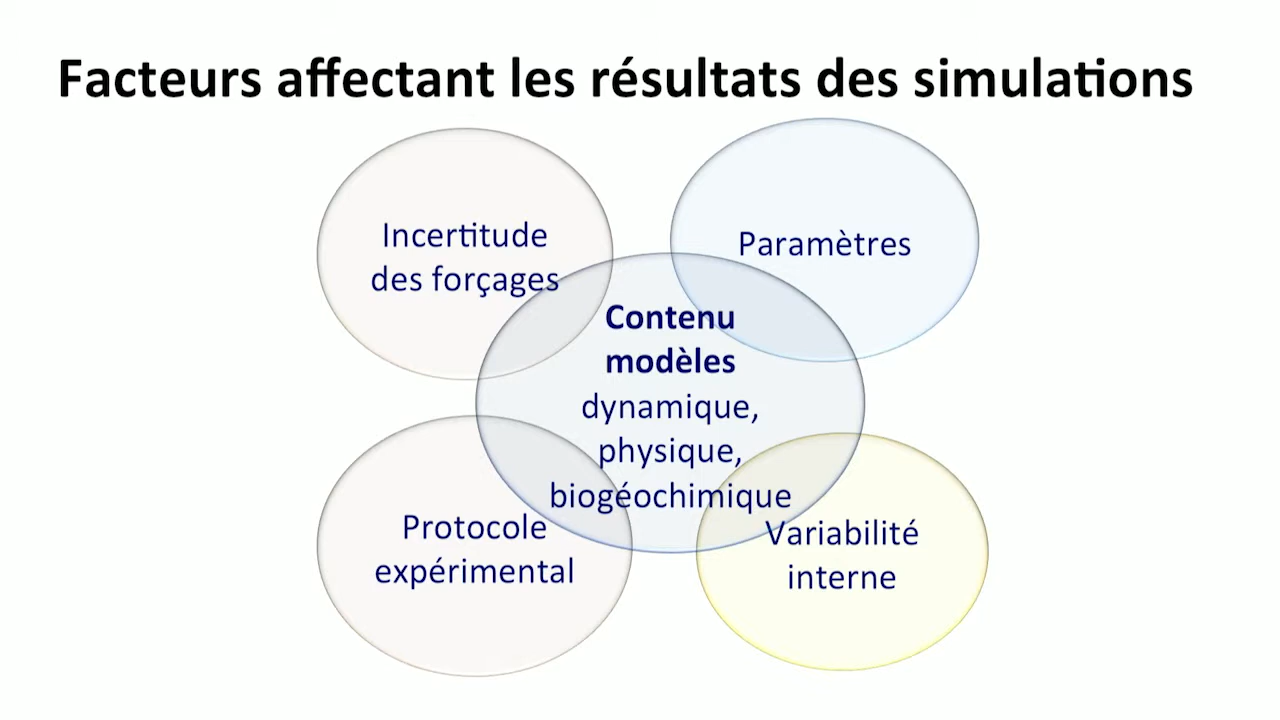 Facteurs affectant les résultats des simulations
Incertitude
des forçages
Paramètres
Contenu
modèles
dynamique,
physique,
biogéochimique
Protocole
expérimental
Variabilité
interne